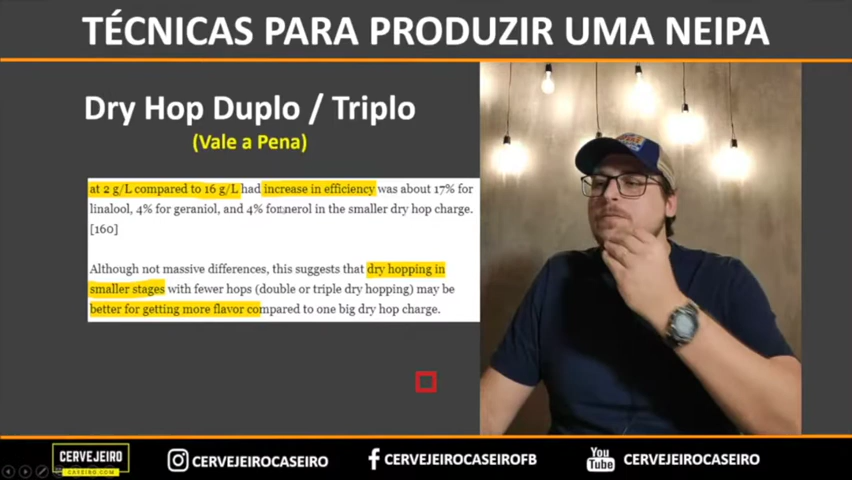 TÉCNICAS PARA PRODUZIR UMA NEIPA
Dry Hop Duplo / Triplo
(Vale a Pena)
at 2 g/L compared to 16 g/L had increase in efficiency was about 17% for
linalool, 4% for geraniol, and 4% for nerol in the smaller dry hop charge.
[160]
Although not massive differences, this suggests that dry hopping in
smaller stages with fewer hops (double or triple dry hopping) may be
better for getting more flavor compared to one big dry hop charge.
CERVEJEIRO
CASEIRO.COM
CERVEJEIROCASEIRO
CERVEJEIROCASEIROFB
You
Tube
CERVEJEIROCASEIRO